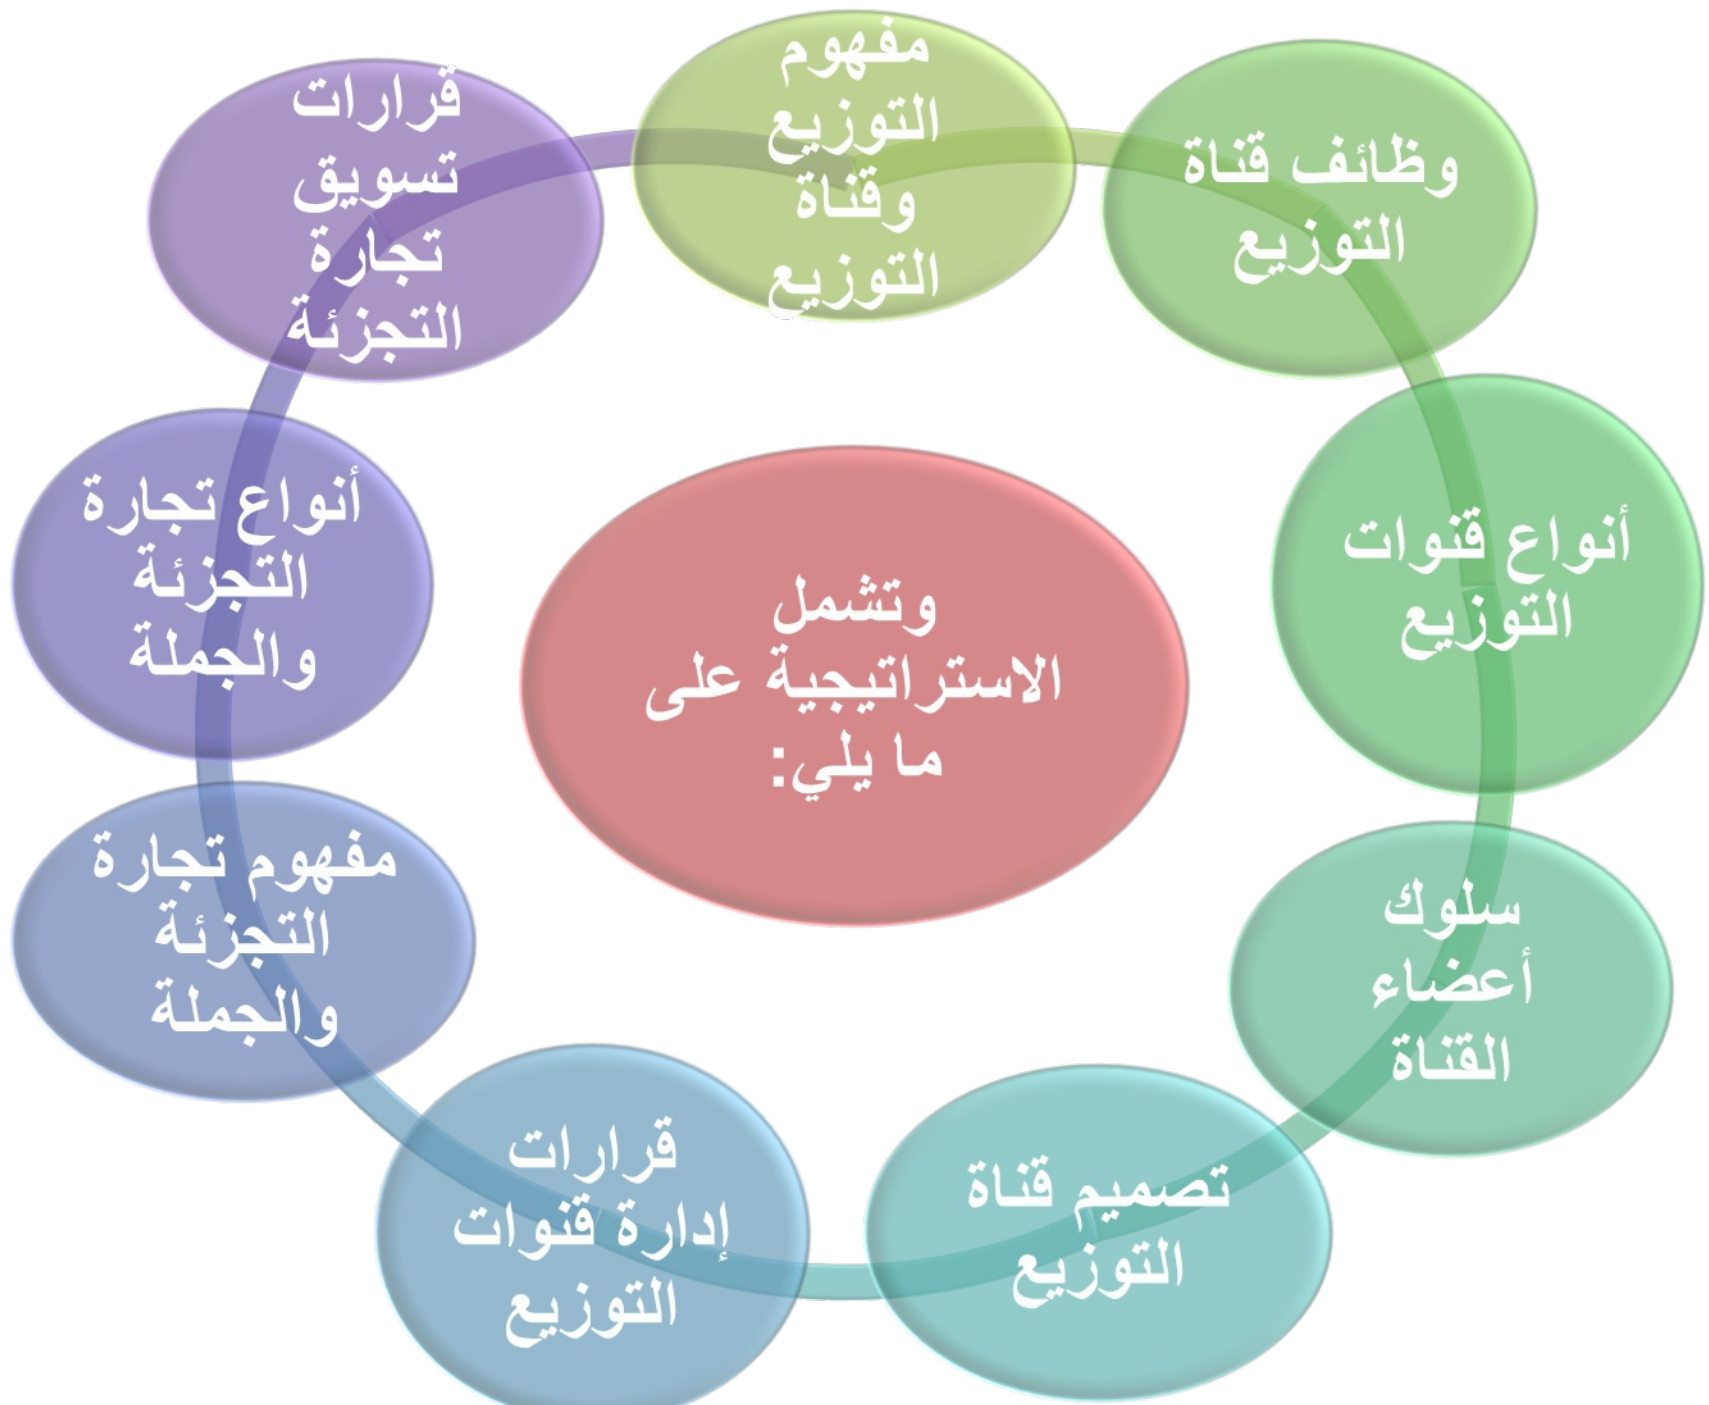 مفهوم
التوزيع
وقناة
التوزيع
وظائف قناة
التوزيع
أنواع قنوات
التوزيع
سلوك
أعضاء
القناة
تصميم قناة
التوزيع
قرارات
إدارة قنوات
التوزيع
مفهوم تجارة
التجزئة
والجملة
أنواع تجارة
التجزئة
والجملة
قرارات
تسويق
تجارة
التجزئة
وتشمل
الاستراتيجية على
ما يلي: